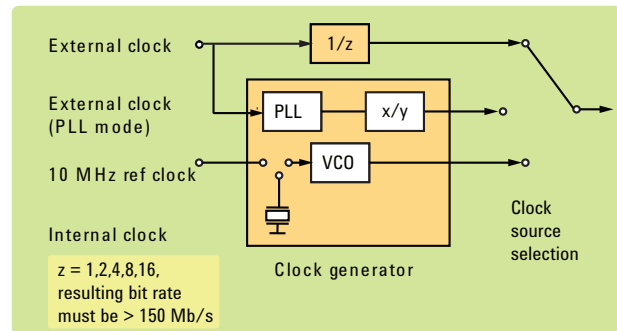 External clock
1/z
External clock
(PLL mode)
PLL
x/y
10 MHz ref clock
VCO
Internal clock
Clock
source
selection
z = 1,2,4,8,16,
resulting bit rate
must be > 150 Mb/s
Clock generator